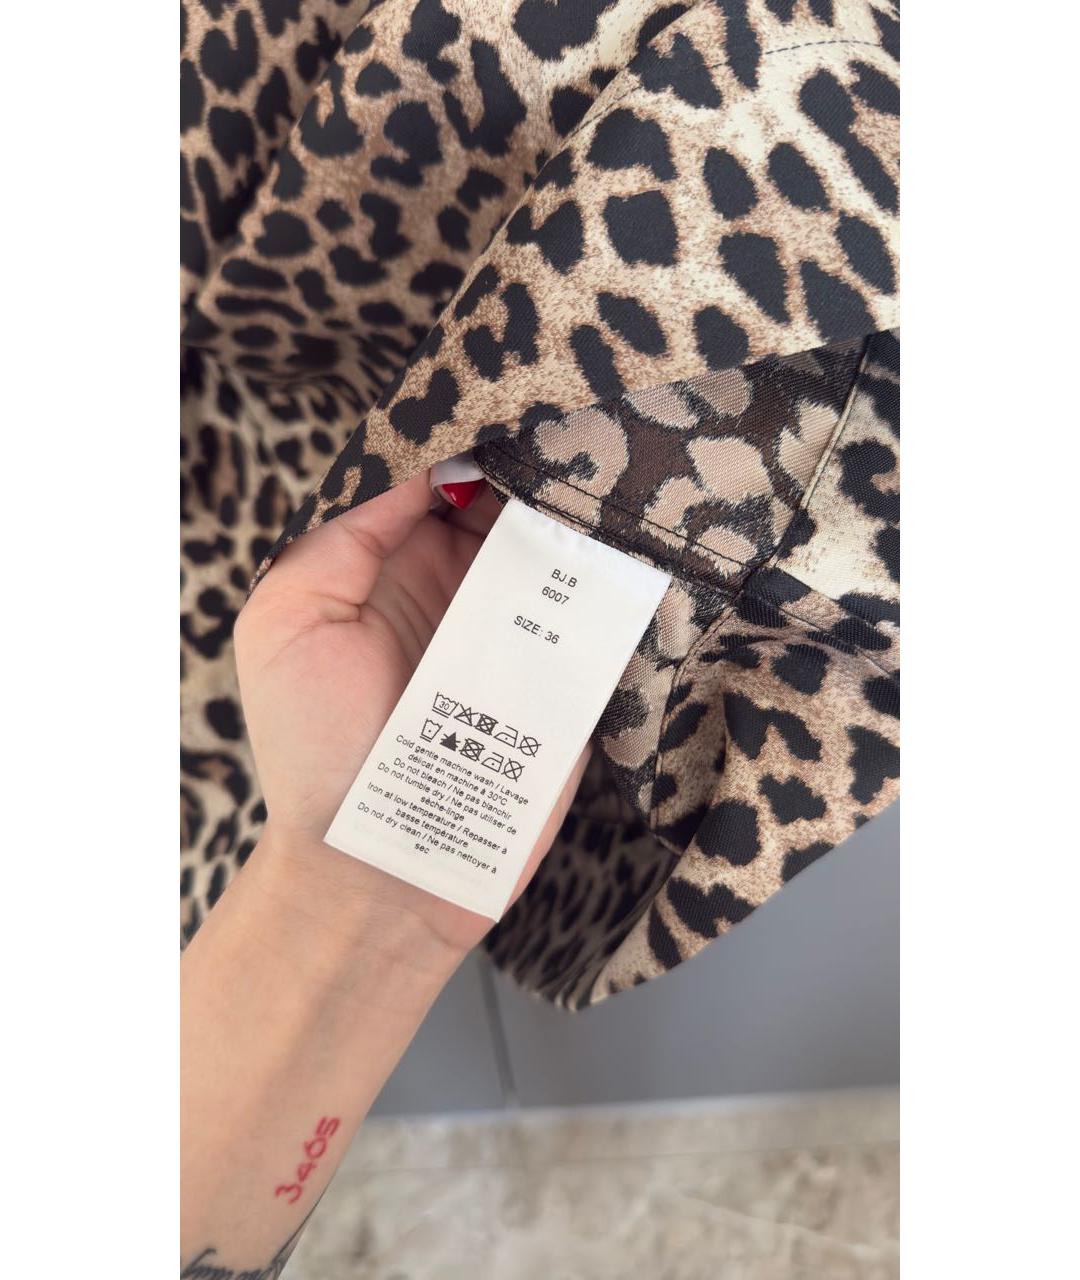 BJ.B
6007
SIZE: 36
30
Cold gentle machine wash / Lavage
délicat en machine à 30°C
Do not bleach / Ne pas blanchir
Do not tumble dry / Ne pas utiliser de
sèche-linge
Iron at low temperature / Repasser à
basse température
Do not dry clean / Ne pas nettoyer à
sec
3405